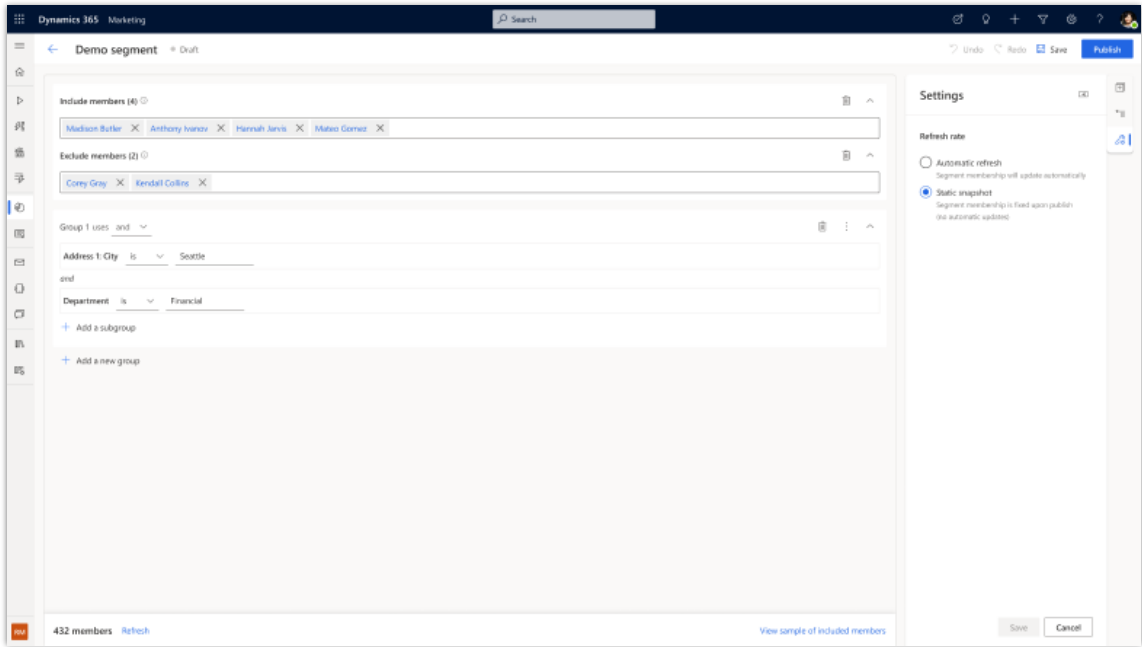 Dynamics 365 Marketing
Search
?
Demo segment Draft
Undo Redo Save Publish
Include members (4)
Madison Butler Anthony Ivanov Hannah Jarvis Mateo Gomez
Exclude members (2)
Corey Gray Kendall Collins
Group 1 uses and
Address 1: City is Seattle
and
Department is Financial
+ Add a subgroup
+ Add a new group
Settings
Refresh rate
Automatic refresh
Segment membership will update automatically
Static snapshot
Segment membership is fixed upon publish
(no automatic updates)
RM
432 members Refresh
View sample of included members
Save Cancel